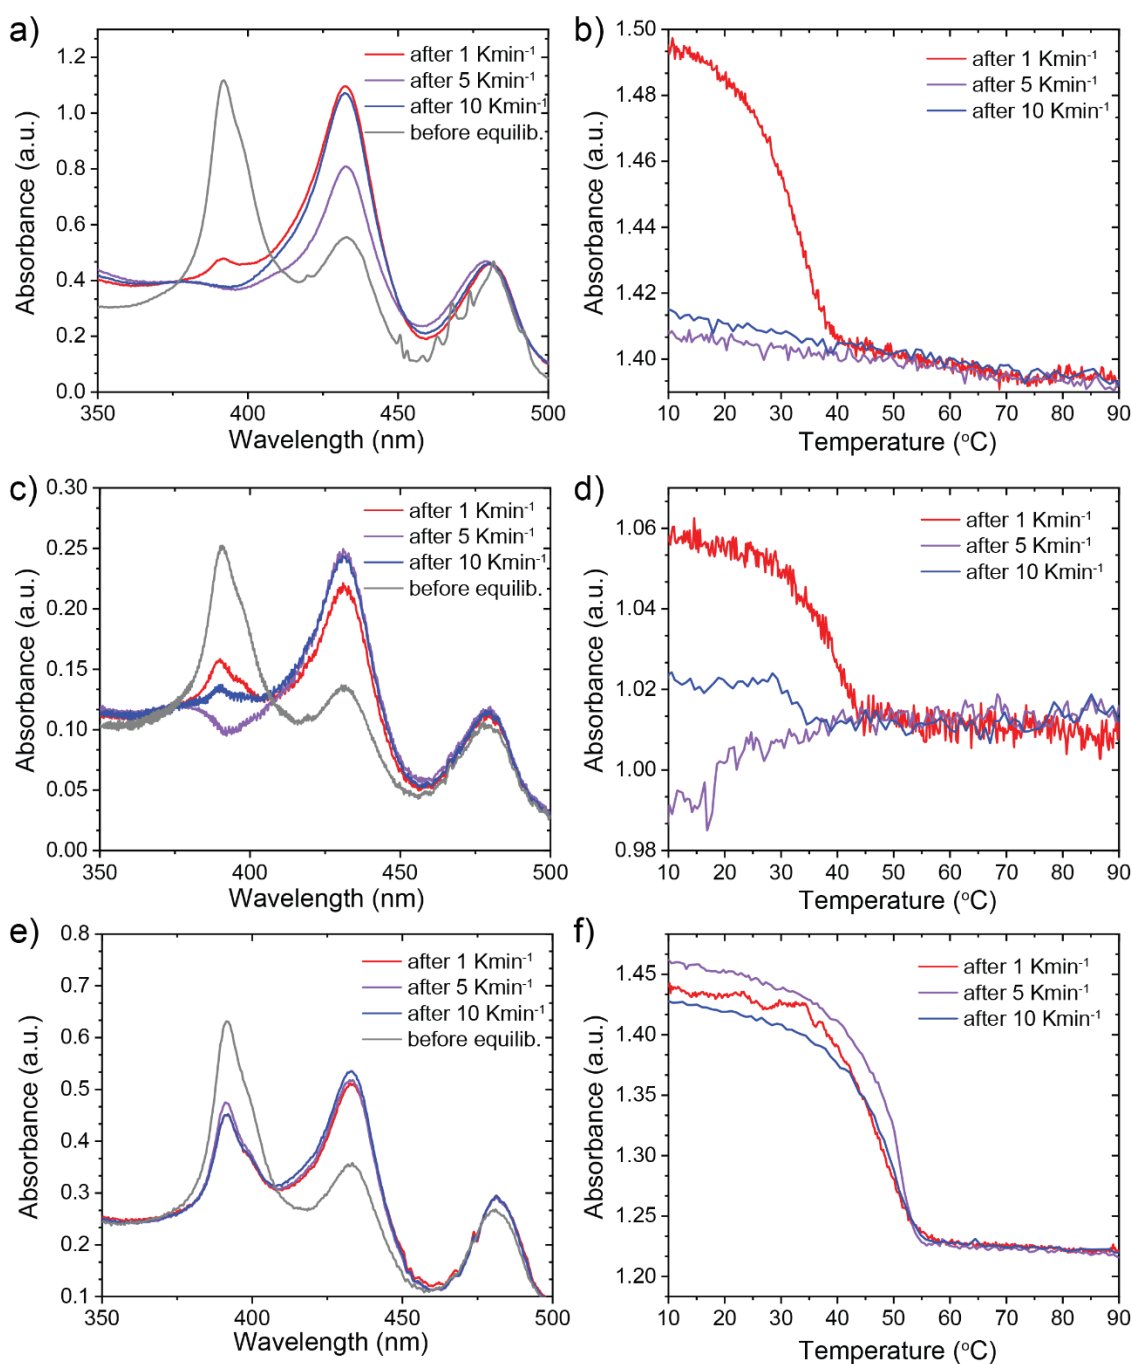 a)
Absorbance (a.u.)
1.2
1.0
0.8
0.6
0.4
0.2
0.0
350
400
450
500
Wavelength (nm)
after 1 Kmin⁻¹
after 5 Kmin⁻¹
after 10 Kmin⁻¹
before equilib.
b)
Absorbance (a.u.)
1.50
1.48
1.46
1.44
1.42
1.40
10 20 30 40 50 60 70 80 90
Temperature (°C)
after 1 Kmin⁻¹
after 5 Kmin⁻¹
after 10 Kmin⁻¹
c)
Absorbance (a.u.)
0.30
0.25
0.20
0.15
0.10
0.05
0.00
350
400
450
500
Wavelength (nm)
after 1 Kmin⁻¹
after 5 Kmin⁻¹
after 10 Kmin⁻¹
before equilib.
d)
Absorbance (a.u.)
1.06
1.04
1.02
1.00
0.98
10 20 30 40 50 60 70 80 90
Temperature (°C)
after 1 Kmin⁻¹
after 5 Kmin⁻¹
after 10 Kmin⁻¹
e)
Absorbance (a.u.)
0.8
0.7
0.6
0.5
0.4
0.3
0.2
0.1
350
400
450
500
Wavelength (nm)
after 1 Kmin⁻¹
after 5 Kmin⁻¹
after 10 Kmin⁻¹
before equilib.
f)
Absorbance (a.u.)
1.45
1.40
1.35
1.30
1.25
1.20
10 20 30 40 50 60 70 80 90
Temperature (°C)
after 1 Kmin⁻¹
after 5 Kmin⁻¹
after 10 Kmin⁻¹